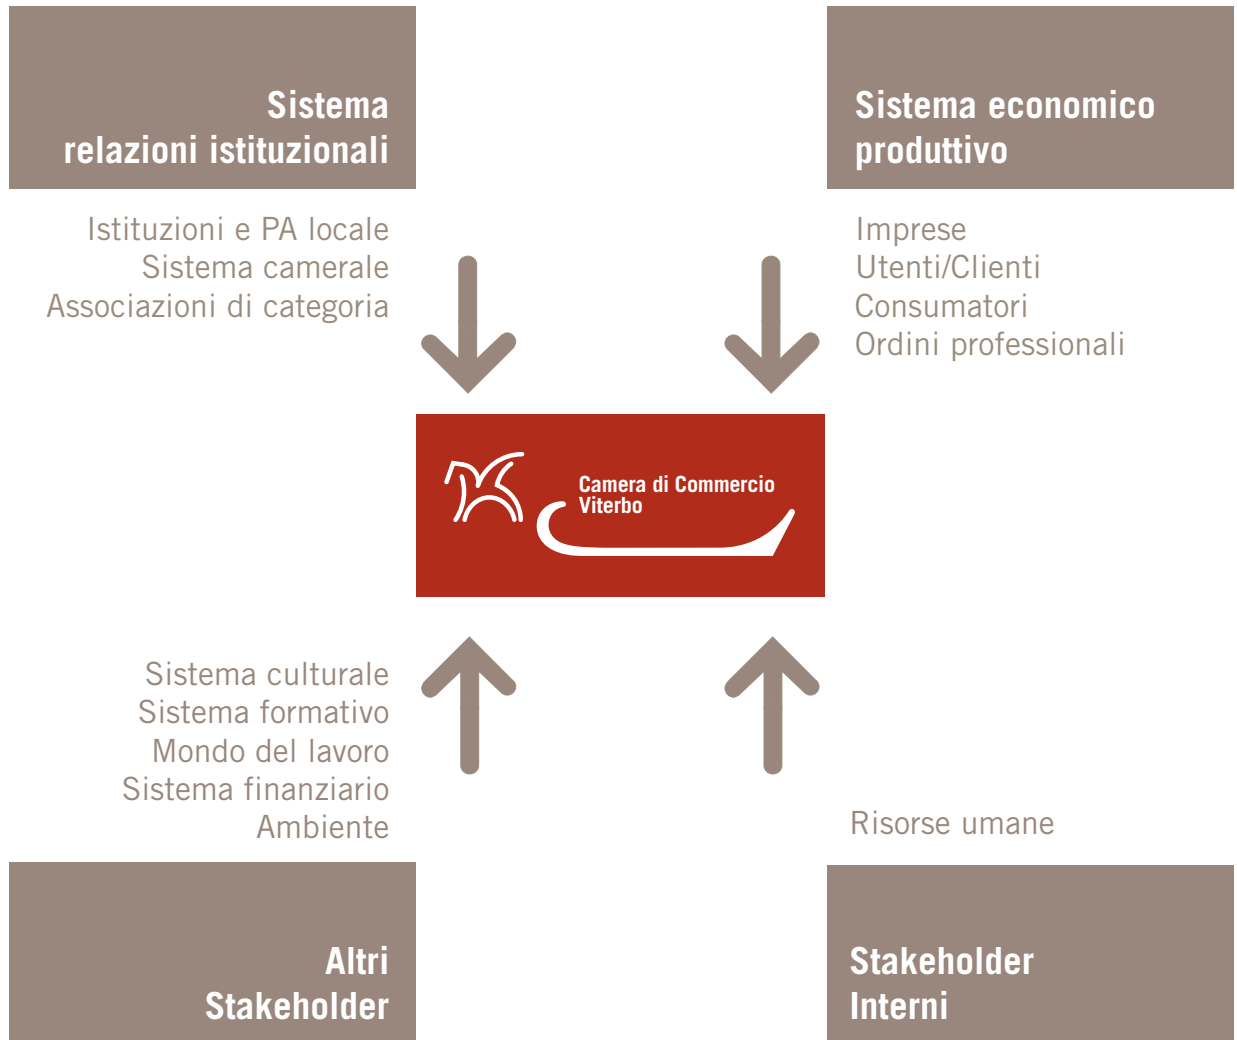 Sistema
relazioni istituzionali
Istituzioni e PA locale
Sistema camerale
Associazioni di categoria
Sistema economico
produttivo
Imprese
Utenti/Clienti
Consumatori
Ordini professionali
Camera di Commercio
Viterbo
Sistema culturale
Sistema formativo
Mondo del lavoro
Sistema finanziario
Ambiente
Altri
Stakeholder
Risorse umane
Stakeholder
Interni